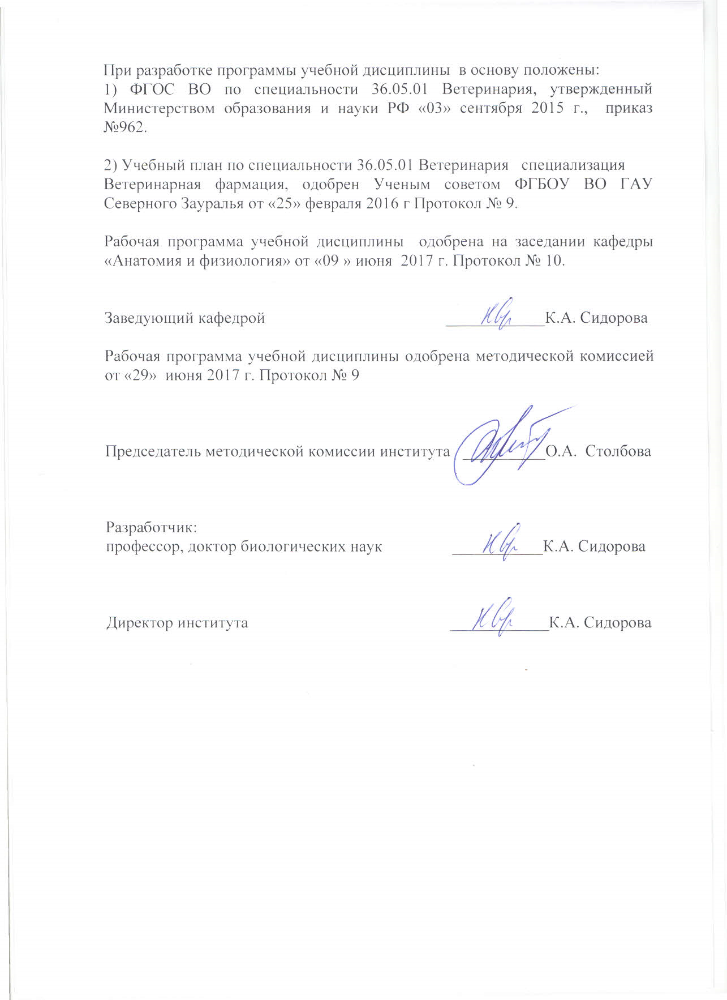 При разработке программы учебной дисциплины в основу положены:
1) ФГОС ВО по специальности 36.05.01 Ветеринария, утвержденный
Министерством образования и науки РФ «03» сентября 2015 г., приказ
№962.
2) Учебный план по специальности 36.05.01 Ветеринария специализация
Ветеринарная фармация, одобрен Ученым советом ФГБОУ ВО ГАУ
Северного Зауралья от «25» февраля 2016 г Протокол № 9.
Рабочая программа учебной дисциплины одобрена на заседании кафедры
«Анатомия и физиология» от «09 » июня 2017 г. Протокол № 10.
Заведующий кафедрой ____________К.А. Сидорова
Рабочая программа учебной дисциплины одобрена методической комиссией
от «29» июня 2017 г. Протокол № 9
Председатель методической комиссии института __________О.А. Столбова
Разработчик:
профессор, доктор биологических наук ___________К.А. Сидорова
Директор института ____________К.А. Сидорова